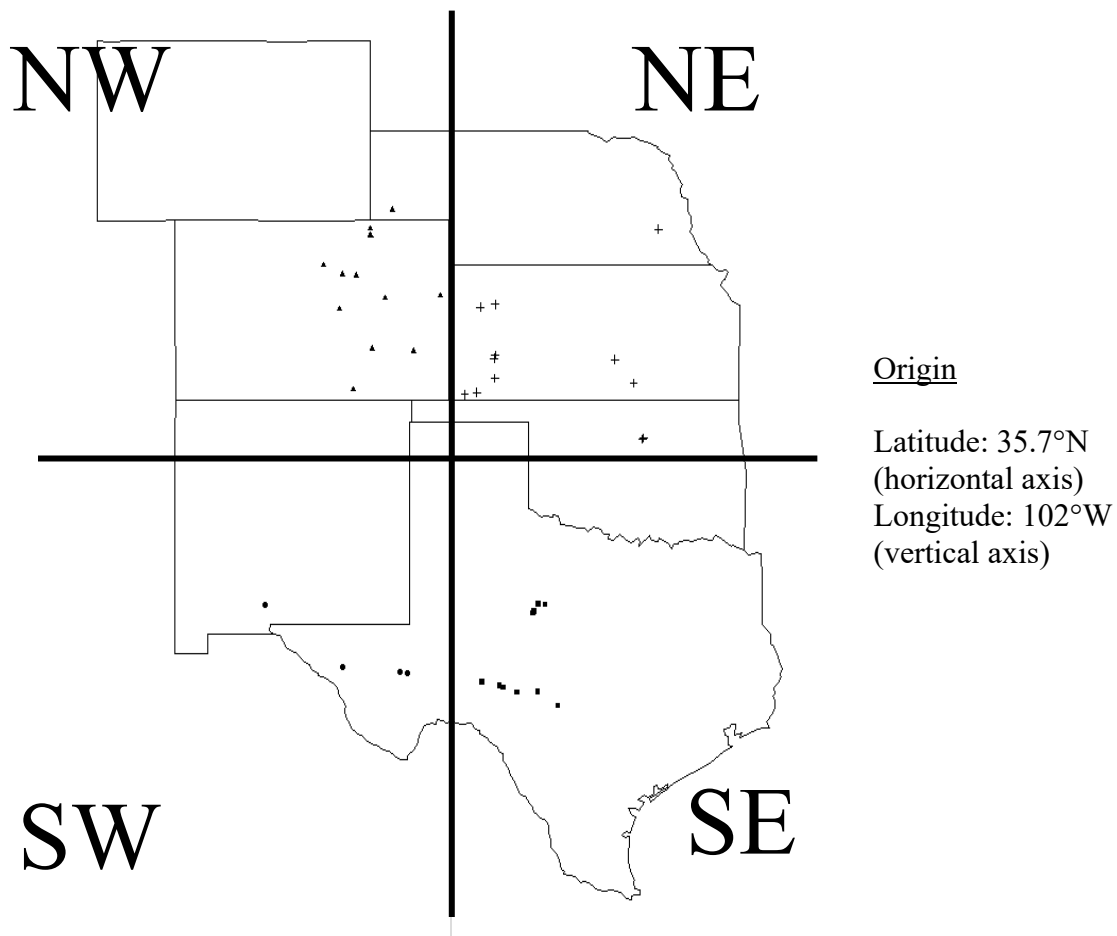 NW
NE
Origin
Latitude: 35.7°N
(horizontal axis)
Longitude: 102°W
(vertical axis)
SW
SE